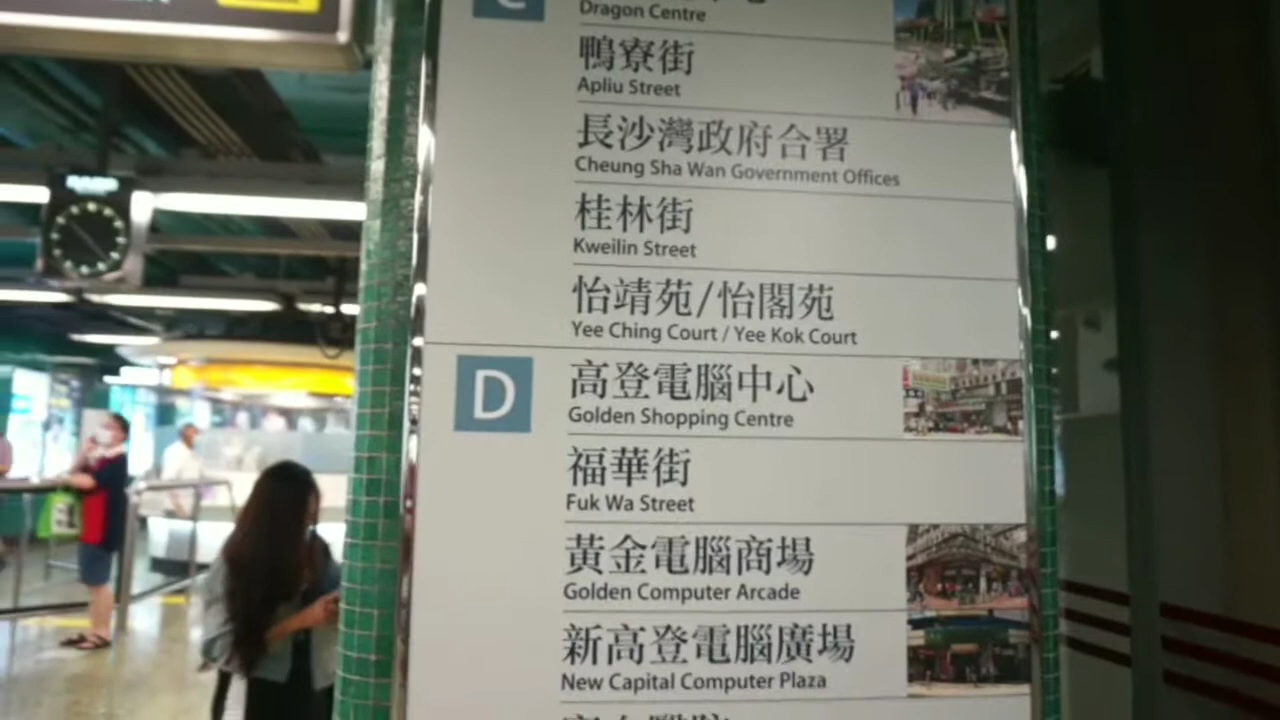 Dragon Centre
鴨寮街
Apliu Street
長沙灣政府合署
Cheung Sha Wan Government Offices
桂林街
Kweilin Street
怡靖苑/怡閣苑
Yee Ching Court / Yee Kok Court
D
高登電腦中心
Golden Shopping Centre
福華街
Fuk Wa Street
黃金電腦商場
Golden Computer Arcade
新高登電腦廣場
New Capital Computer Plaza